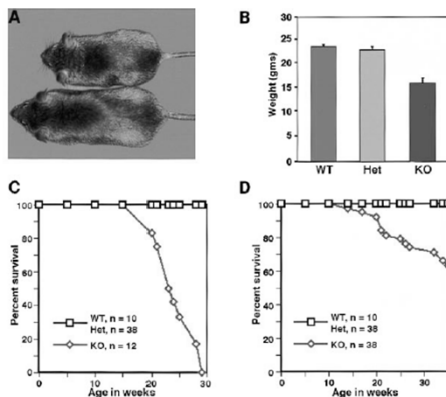 A
B
Weight (gms)
30
25
20
15
10
5
0
WT Het KO
C
Percent survival
100
80
60
40
20
0
WT, n = 10
Het, n = 38
KO, n = 12
0 10 20 30
Age in weeks
D
Percent survival
100
80
60
40
20
0
WT, n = 10
Het, n = 38
KO, n = 38
0 10 20 30
Age in weeks